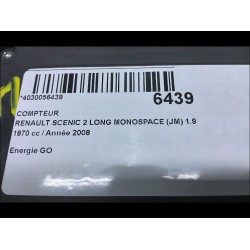 *4030056439
6439
COMPTEUR
RENAULT SCENIC 2 LONG MONOSPACE (JM) 1.9
1870 cc / Année 2008
Energie GO